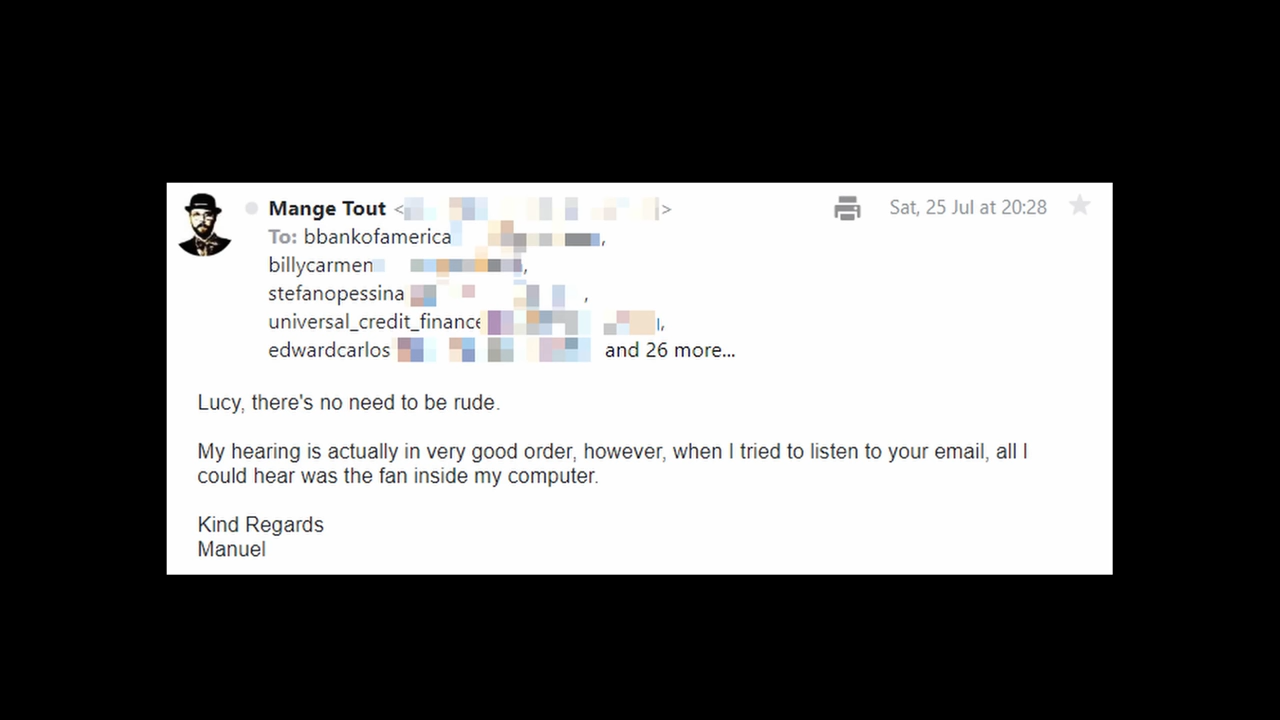 Mange Tout < >
Sat, 25 Jul at 20:28
To: bbankofamerica ,
billycarmen ,
stefanopessina ,
universal_credit_finance ,
edwardcarlos and 26 more...
Lucy, there's no need to be rude.
My hearing is actually in very good order, however, when I tried to listen to your email, all I
could hear was the fan inside my computer.
Kind Regards
Manuel